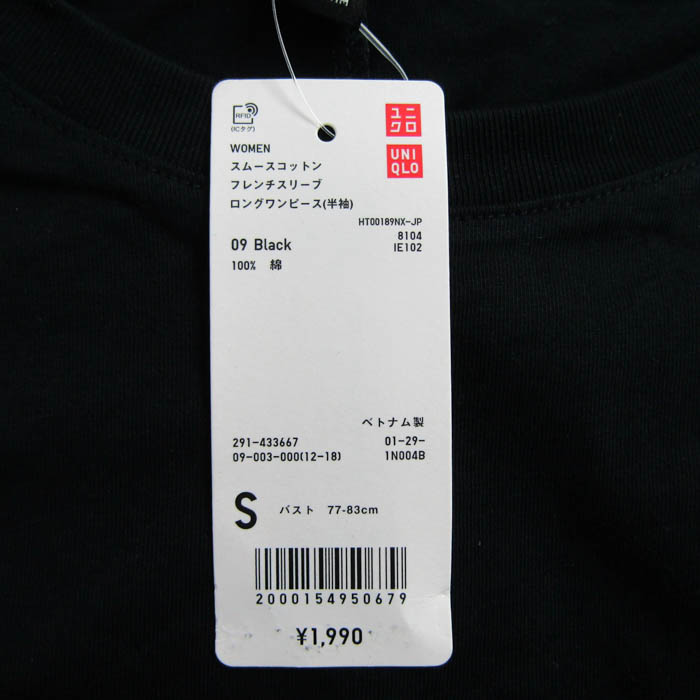 RFID
(ICタグ)
ユニ
クロ
UNI
QLO
WOMEN
スムースコットン
フレンチスリーブ
ロングワンピース(半袖)
HT00189NX-JP
09 Black 8104
IE102
100% 綿
ベトナム製
291-433667 01-29-
09-003-000(12-18) 1N004B
S バスト 77-83cm
2000154950679
¥1,990